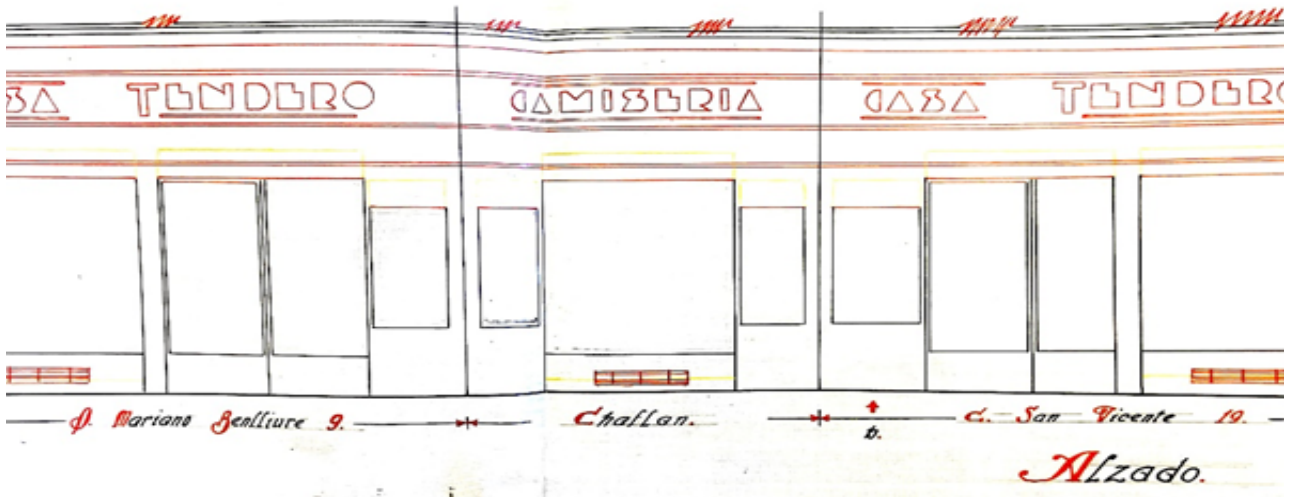 SA TENDERO CAMISERIA CASA TENDERO
D. Mariano Benlliure 9. Chaflan. C. San Vicente 19.
b.
Alzado.